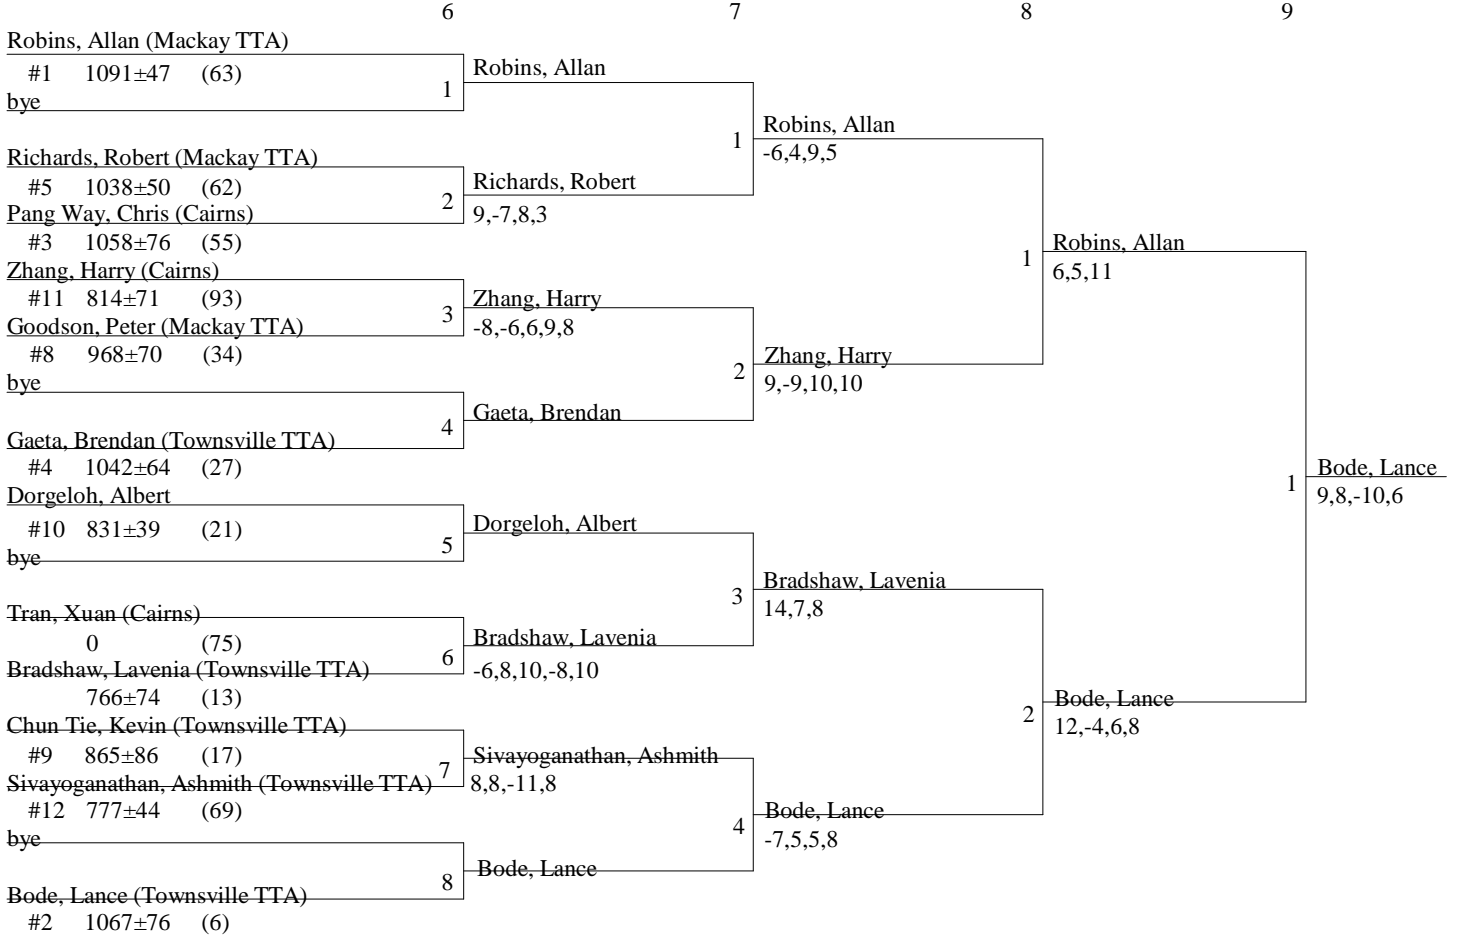 6 7 8 9
Robins, Allan (Mackay TTA)
#1 1091±47 (63)
bye
1
Robins, Allan
Richards, Robert (Mackay TTA)
#5 1038±50 (62)
Pang Way, Chris (Cairns)
#3 1058±76 (55)
2
Richards, Robert
9,-7,8,3
Zhang, Harry (Cairns)
#11 814±71 (93)
Goodson, Peter (Mackay TTA)
#8 968±70 (34)
3
Zhang, Harry
-8,-6,6,9,8
bye
Gaeta, Brendan (Townsville TTA)
#4 1042±64 (27)
4
Gaeta, Brendan
Dorgeloh, Albert
#10 831±39 (21)
bye
5
Dorgeloh, Albert
Tran, Xuan (Cairns)
0 (75)
Bradshaw, Lavenia (Townsville TTA)
766±74 (13)
6
Bradshaw, Lavenia
-6,8,10,-8,10
Chun Tie, Kevin (Townsville TTA)
#9 865±86 (17)
Sivayoganathan, Ashmith (Townsville TTA)
#12 777±44 (69)
7
Sivayoganathan, Ashmith
8,8,-11,8
bye
Bode, Lance (Townsville TTA)
#2 1067±76 (6)
8
Bode, Lance
1
Robins, Allan
-6,4,9,5
2
Zhang, Harry
9,-9,10,10
3
Bradshaw, Lavenia
14,7,8
4
Bode, Lance
-7,5,5,8
1
Robins, Allan
6,5,11
2
Bode, Lance
12,-4,6,8
1
Bode, Lance
9,8,-10,6